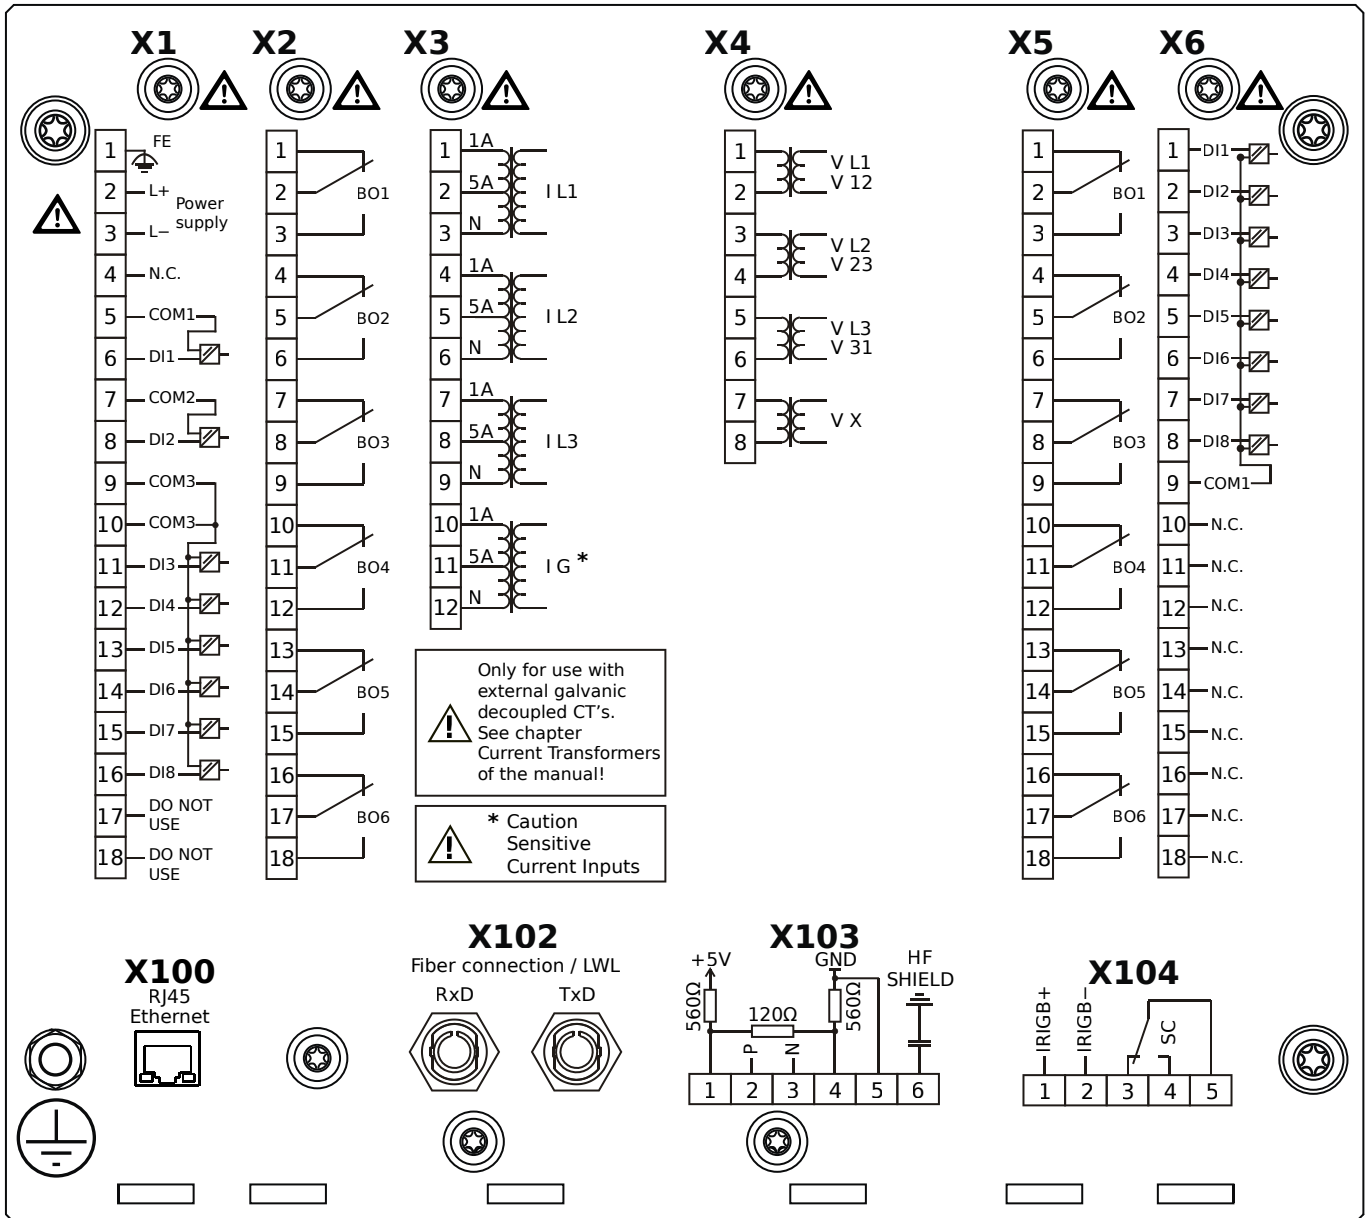 X1
X2
X3
X4
X5
X6
1 FE
2 L+
Power
supply
3 L−
4 N.C.
5 COM1
6 DI1
7 COM2
8 DI2
9 COM3
10 COM3
11 DI3
12 DI4
13 DI5
14 DI6
15 DI7
16 DI8
17 DO NOT
USE
18 DO NOT
USE
1
2 BO1
3
4
5 BO2
6
7
8 BO3
9
10
11 BO4
12
13
14 BO5
15
16
17 BO6
18
1 1A
2 5A I L1
3 N
4 1A
5 5A I L2
6 N
7 1A
8 5A I L3
9 N
10 1A
11 5A I G *
12 N
Only for use with
external galvanic
decoupled CT's.
See chapter
Current Transformers
of the manual!
* Caution
Sensitive
Current Inputs
1 V L1
2 V 12
3 V L2
4 V 23
5 V L3
6 V 31
7 V X
8
1
2 BO1
3
4
5 BO2
6
7
8 BO3
9
10
11 BO4
12
13
14 BO5
15
16
17 BO6
18
1 DI1
2 DI2
3 DI3
4 DI4
5 DI5
6 DI6
7 DI7
8 DI8
9 COM1
10 N.C.
11 N.C.
12 N.C.
13 N.C.
14 N.C.
15 N.C.
16 N.C.
17 N.C.
18 N.C.
X100
RJ45
Ethernet
X102
Fiber connection / LWL
RxD TxD
X103
+5V GND HF
SHIELD
560Ω 120Ω 560Ω
P N
1 2 3 4 5 6
X104
IRIGB+ IRIGB− SC
1 2 3 4 5